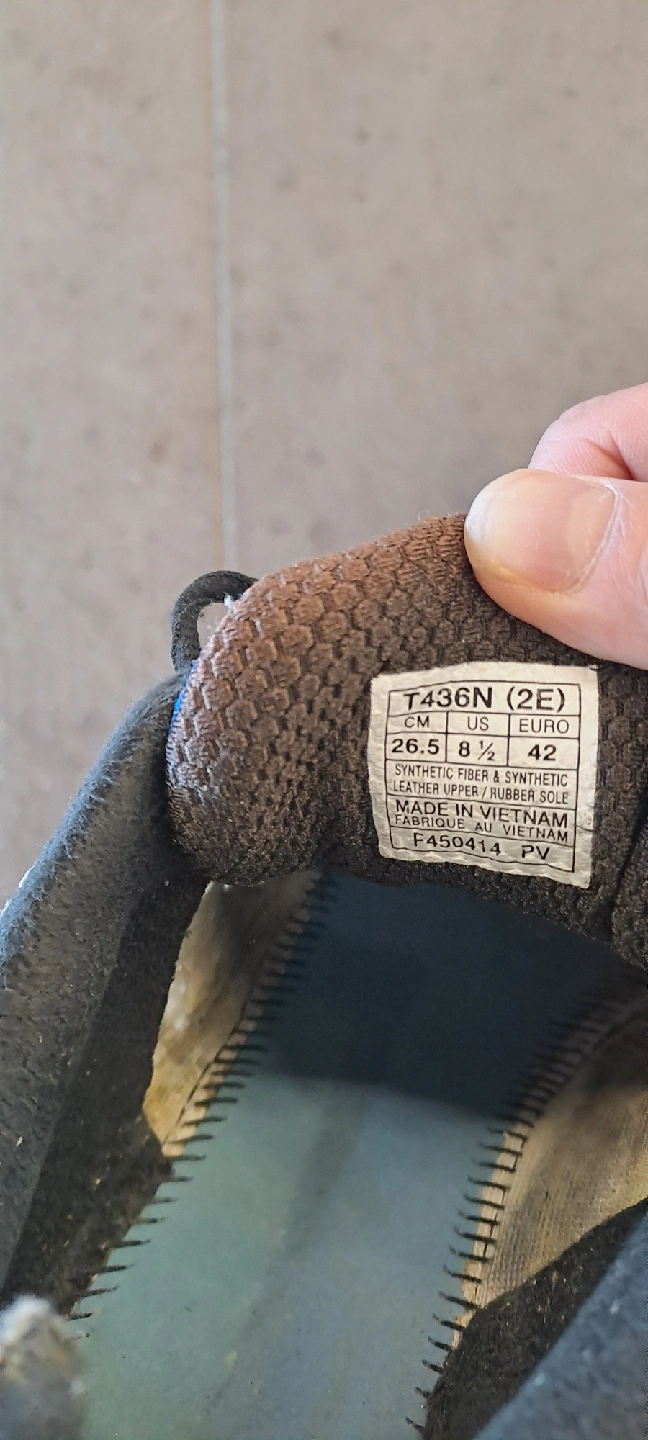 T436N (2E)
CM US EURO
26.5 8 ½ 42
SYNTHETIC FIBER & SYNTHETIC
LEATHER UPPER / RUBBER SOLE
MADE IN VIETNAM
FABRIQUE AU VIETNAM
F450414 PV